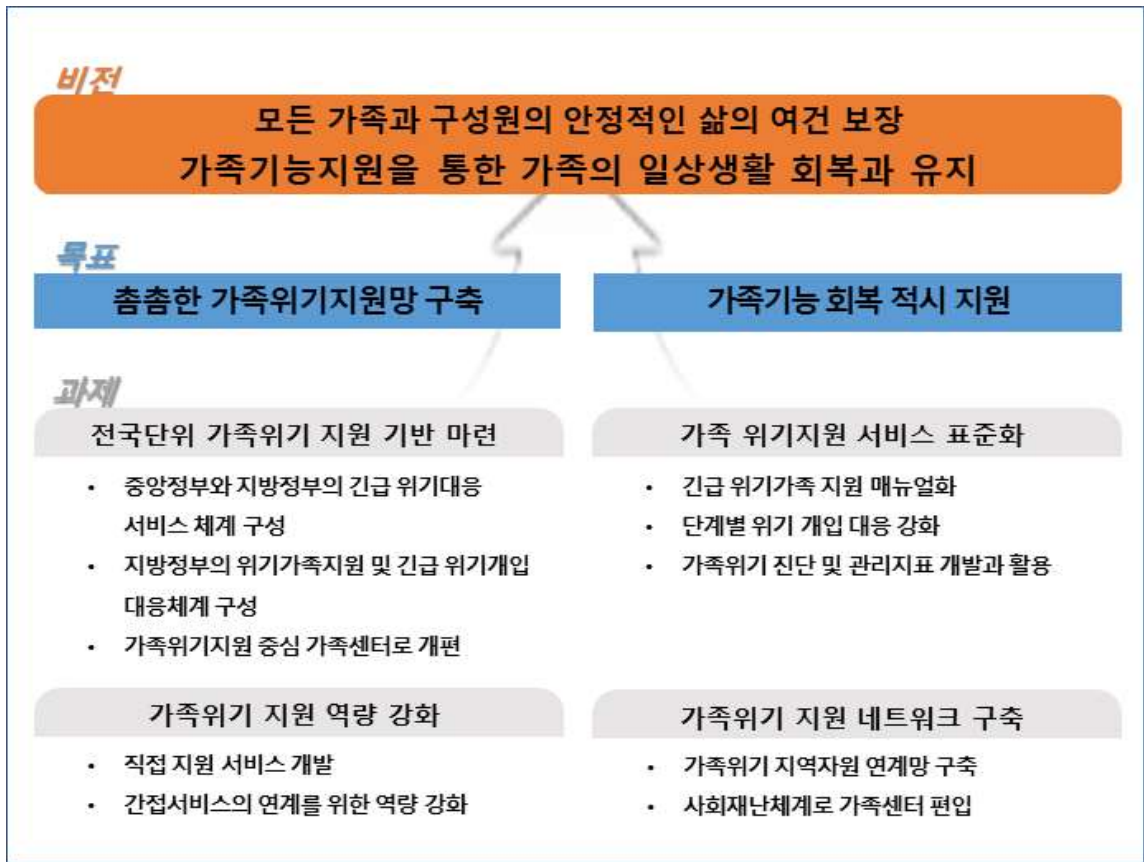 비전
모든 가족과 구성원의 안정적인 삶의 여건 보장
가족기능지원을 통한 가족의 일상생활 회복과 유지
목표
촘촘한 가족위기지원망 구축
가족기능 회복 적시 지원
과제
전국단위 가족위기 지원 기반 마련
• 중앙정부와 지방정부의 긴급 위기대응
서비스 체계 구성
• 지방정부의 위기가족지원 및 긴급 위기개입
대응체계 구성
• 가족위기지원 중심 가족센터로 개편
가족 위기지원 서비스 표준화
• 긴급 위기가족 지원 매뉴얼화
• 단계별 위기 개입 대응 강화
• 가족위기 진단 및 관리지표 개발과 활용
가족위기 지원 역량 강화
• 직접 지원 서비스 개발
• 간접서비스의 연계를 위한 역량 강화
가족위기 지원 네트워크 구축
• 가족위기 지역자원 연계망 구축
• 사회재난체계로 가족센터 편입